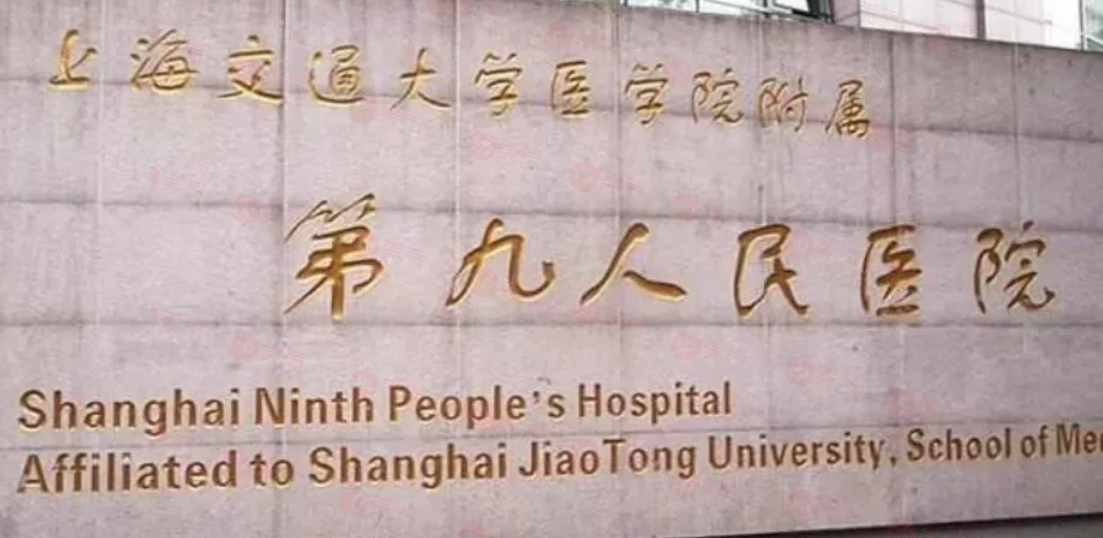 上海交通大学医学院附属
第九人民医院
Shanghai Ninth People's Hospital
Affiliated to Shanghai JiaoTong University, School of Me